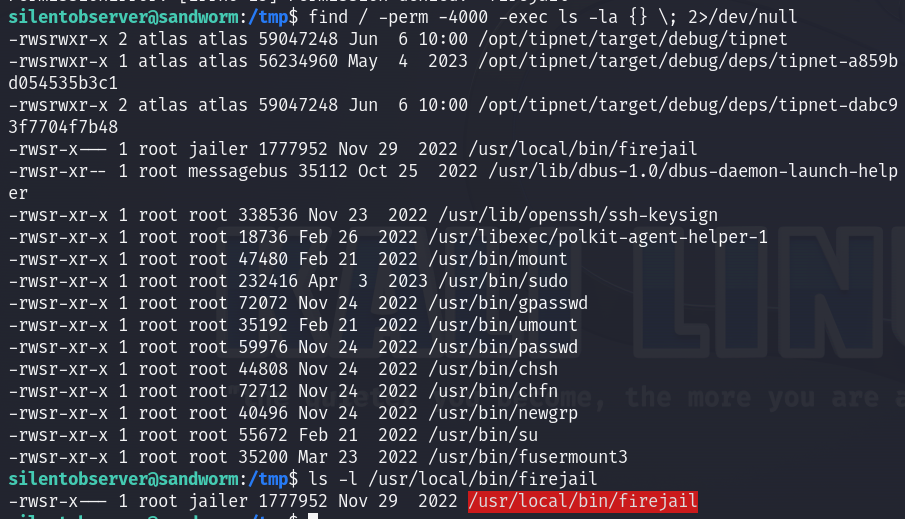 silentobserver@sandworm:/tmp$ find / -perm -4000 -exec ls -la {} \; 2>/dev/null
-rwsrwxr-x 2 atlas atlas 59047248 Jun  6 10:00 /opt/tipnet/target/debug/tipnet
-rwsrwxr-x 1 atlas atlas 56234960 May  4  2023 /opt/tipnet/target/debug/deps/tipnet-a859b
d054535b3c1
-rwsrwxr-x 2 atlas atlas 59047248 Jun  6 10:00 /opt/tipnet/target/debug/deps/tipnet-dabc9
3f7704f7b48
-rwsr-x--- 1 root jailer 1777952 Nov 29  2022 /usr/local/bin/firejail
-rwsr-xr-- 1 root messagebus 35112 Oct 25  2022 /usr/lib/dbus-1.0/dbus-daemon-launch-help
er
-rwsr-xr-x 1 root root 338536 Nov 23  2022 /usr/lib/openssh/ssh-keysign
-rwsr-xr-x 1 root root 18736 Feb 26  2022 /usr/libexec/polkit-agent-helper-1
-rwsr-xr-x 1 root root 47480 Feb 21  2022 /usr/bin/mount
-rwsr-xr-x 1 root root 232416 Apr  3  2023 /usr/bin/sudo
-rwsr-xr-x 1 root root 72072 Nov 24  2022 /usr/bin/gpasswd
-rwsr-xr-x 1 root root 35192 Feb 21  2022 /usr/bin/umount
-rwsr-xr-x 1 root root 59976 Nov 24  2022 /usr/bin/passwd
-rwsr-xr-x 1 root root 44808 Nov 24  2022 /usr/bin/chsh
-rwsr-xr-x 1 root root 72712 Nov 24  2022 /usr/bin/chfn
-rwsr-xr-x 1 root root 40496 Nov 24  2022 /usr/bin/newgrp
-rwsr-xr-x 1 root root 55672 Feb 21  2022 /usr/bin/su
-rwsr-xr-x 1 root root 35200 Mar 23  2022 /usr/bin/fusermount3
silentobserver@sandworm:/tmp$ ls -l /usr/local/bin/firejail
-rwsr-x--- 1 root jailer 1777952 Nov 29  2022 /usr/local/bin/firejail
KALI LINU
become, the more you are a